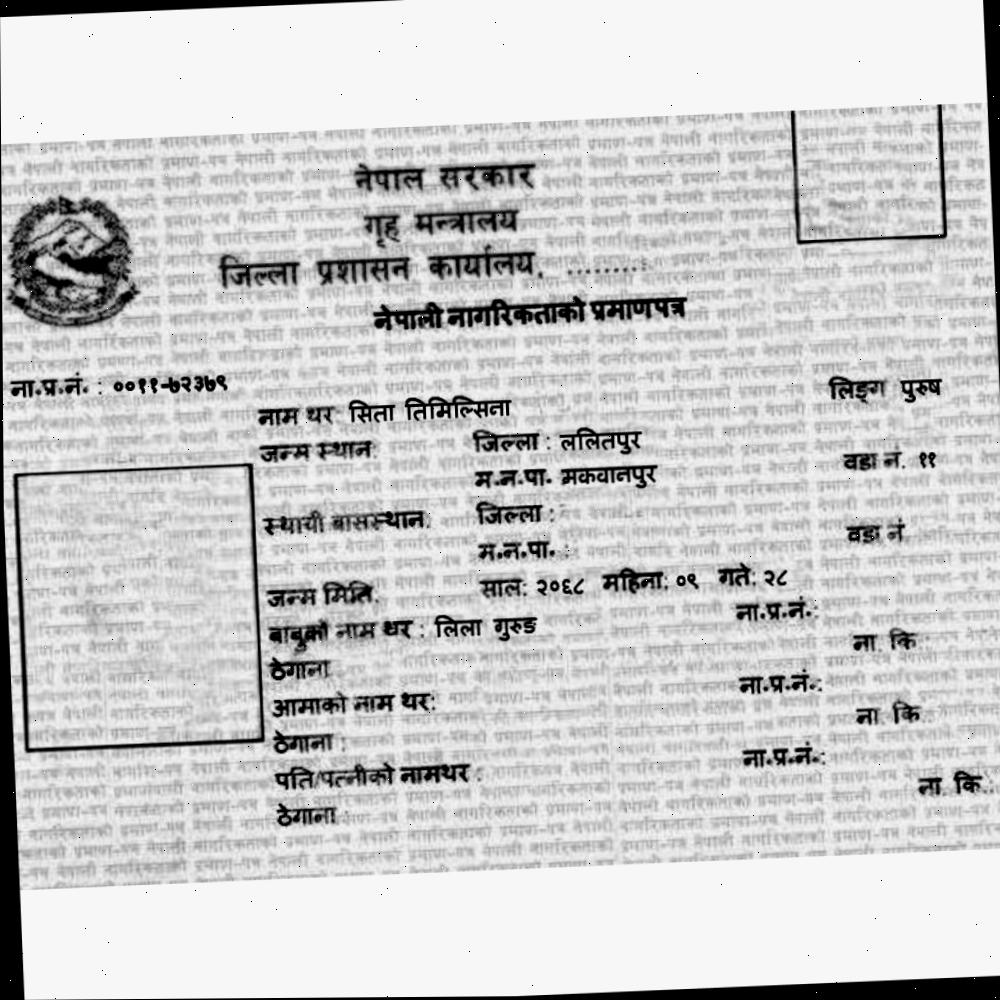 नेपाल सरकार
गृह मन्त्रालय
जिल्ला प्रशासन कार्यालय, .........
नेपाली नागरिकताको प्रमाणपत्र
ना.प्र.नं. : ००११-७२३७९ लिङ्ग पुरुष
नाम थर: सिता तिमिल्सिना
जन्म स्थान: जिल्ला : ललितपुर
म.न.पा. मकवानपुर वडा नं. ११
स्थायी बासस्थान: जिल्ला :
म.न.पा. : वडा नं
जन्म मिति: साल: २०६८ महिना: ०९ गते: २८
बाबुको नाम थर : लिला गुरुङ ना.प्र.नं.:
ठेगाना ना. कि
आमाको नाम थर: ना.प्र.नं.:
ठेगाना : ना. कि.
पति/पत्नीको नामथर : ना.प्र.नं.:
ठेगाना : ना. कि.: